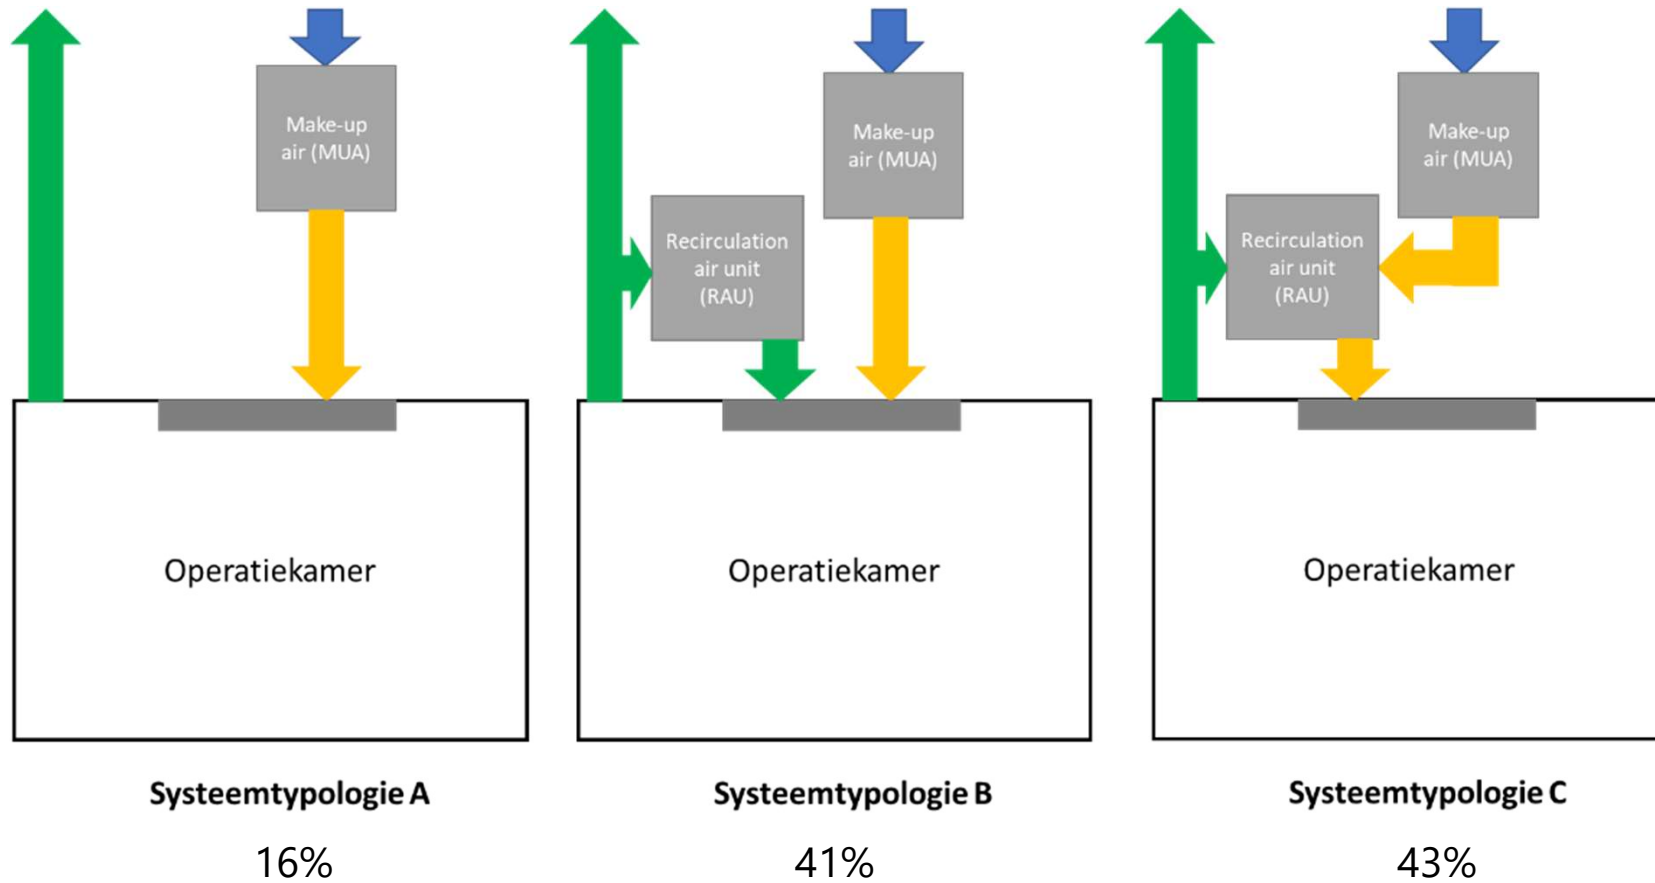 Make-up
air (MUA)
Operatiekamer
Systeemtypologie A
16%
Make-up
air (MUA)
Recirculation
air unit
(RAU)
Operatiekamer
Systeemtypologie B
41%
Make-up
air (MUA)
Recirculation
air unit
(RAU)
Operatiekamer
Systeemtypologie C
43%